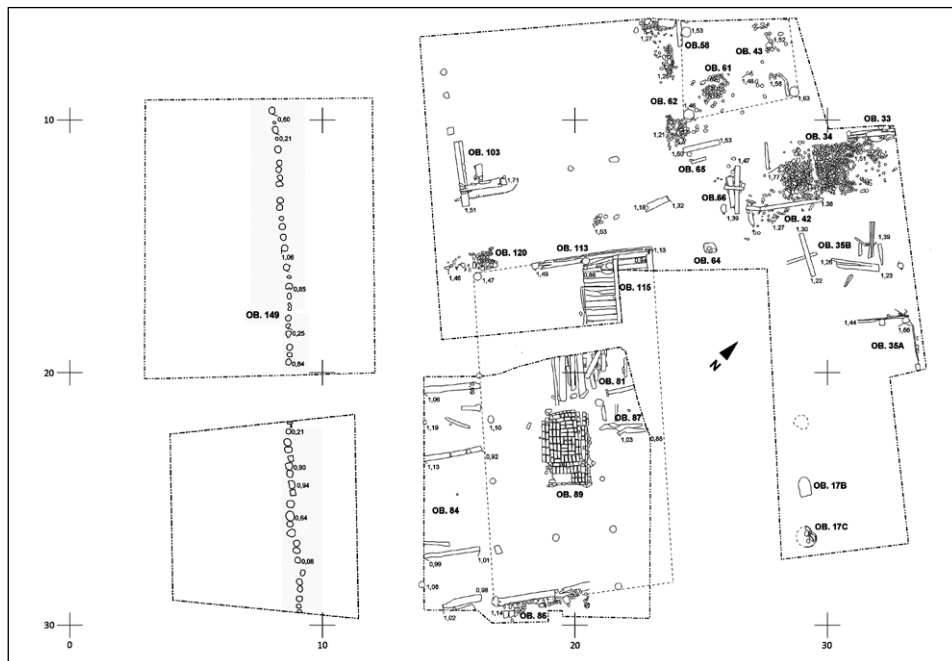 1,27
1,53
OB. 58
1,52
OB. 43
OB. 61
1,48
1,56
1,63
1,46
OB. 62
1,21
1,50
1,53
OB. 65
OB. 33
OB. 34
1,51
1,77
10
0,60
0,21
OB. 103
1,71
1,51
1,47
OB. 66
1,39
1,38
OB. 42
1,27
1,18
1,32
1,53
1,30
OB. 35B
1,39
1,25
1,23
1,22
OB. 64
OB. 113
1,13
0,94
1,49
0,88
OB. 115
OB. 120
1,46
1,47
1,06
0,85
OB. 149
0,25
0,84
1,44
1,66
OB. 35A
N
20
1,06
OB. 81
OB. 87
1,03
0,85
1,19
1,10
0,92
1,13
0,21
0,90
0,94
0,64
0,06
OB. 89
OB. 84
OB. 17B
OB. 17C
0,99
1,01
1,08
0,98
1,02
1,14
OB. 86
30
0
10
20
30